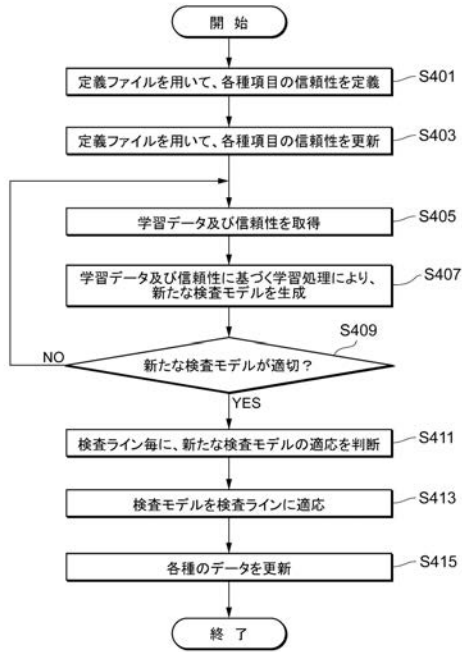 開 始
定義ファイルを用いて、各種項目の信頼性を定義
S401
定義ファイルを用いて、各種項目の信頼性を更新
S403
学習データ及び信頼性を取得
S405
学習データ及び信頼性に基づく学習処理により、
新たな検査モデルを生成
S407
S409
新たな検査モデルが適切？
NO
YES
検査ライン毎に、新たな検査モデルの適応を判断
S411
検査モデルを検査ラインに適応
S413
各種のデータを更新
S415
終 了